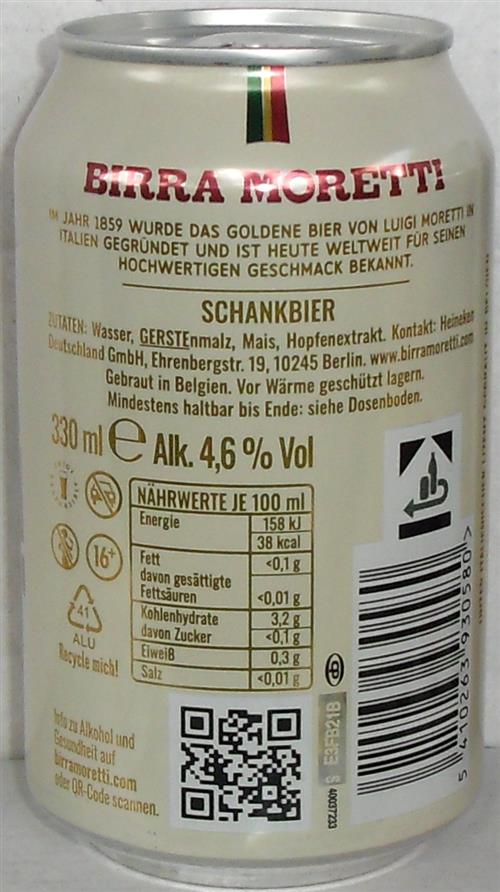 BIRRA MORETTI
IM JAHR 1859 WURDE DAS GOLDENE BIER VON LUIGI MORETTI IN
ITALIEN GEGRÜNDET UND IST HEUTE WELTWEIT FÜR SEINEN
HOCHWERTIGEN GESCHMACK BEKANNT.
SCHANKBIER
ZUTATEN: Wasser, GERSTENmalz, Mais, Hopfenextrakt. Kontakt: Heineken
Deutschland GmbH, Ehrenbergstr. 19, 10245 Berlin. www.birramoretti.com
Gebraut in Belgien. Vor Wärme geschützt lagern.
Mindestens haltbar bis Ende: siehe Dosenboden.
330 ml e Alk. 4,6 % Vol
NÄHRWERTE JE 100 ml
Energie 158 kJ
38 kcal
Fett <0,1 g
davon gesättigte
Fettsäuren <0,01 g
Kohlenhydrate 3,2 g
davon Zucker <0,1 g
Eiweiß 0,3 g
Salz <0,01 g
16+
41
ALU
Recycle mich!
Info zu Alkohol und
Gesundheit auf
birramoretti.com
oder QR-Code scannen.
S E3FB21B
40037233
5 410263 930580 >